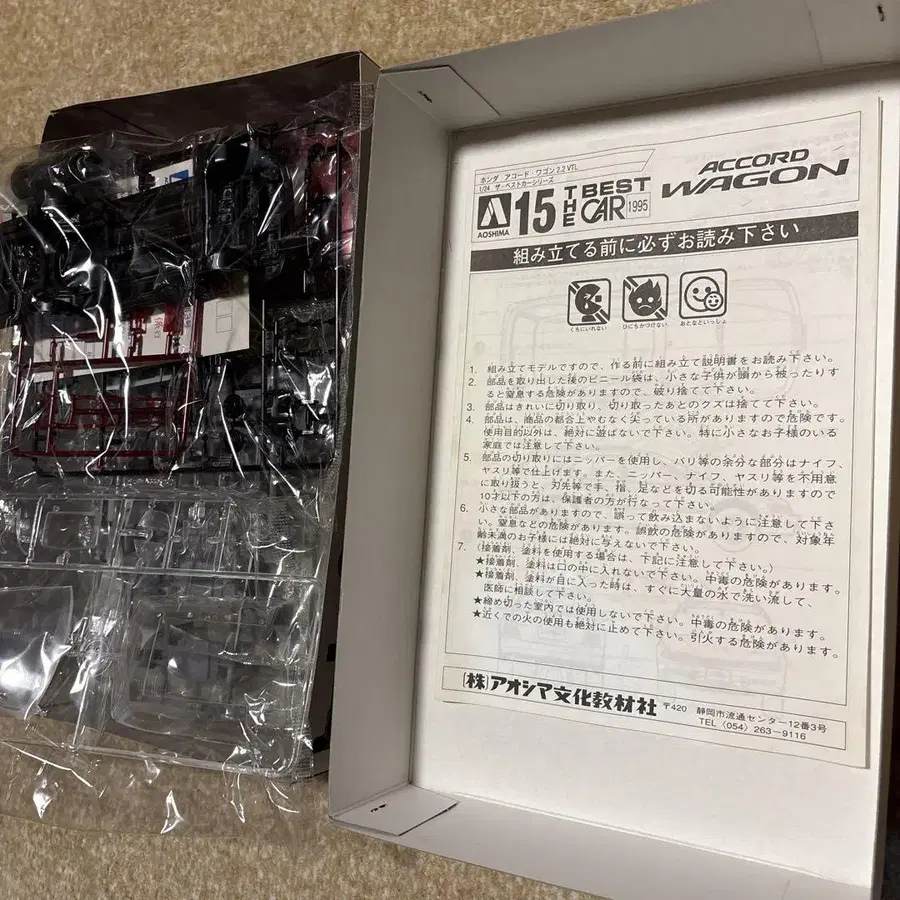 ホンダ アコード・ワゴン2.2 VTL
1/24 ザ・ベストカーシリーズ
AOSHIMA 15 THE BEST CAR 1995
ACCORD WAGON
組み立てる前に必ずお読み下さい
くちにいれない ひにちかづけない おとなといっしょ
1. 組み立てモデルですので、作る前に組み立て説明書をお読み下さい。
2. 部品を取り出した後のビニール袋は、小さな子供が頭から被ったりす
ると窒息する危険がありますので、破り捨てて下さい。
3. 部品はきれいに切り取り、切り取ったあとのクズは捨てて下さい。
4. 部品は、商品の都合上やむなく尖っている所がありますので危険です。
使用目的以外は、絶対に遊ばないで下さい。特に小さなお子様のいる
家庭では注意して下さい。
5. 部品の切り取りにはニッパーを使用し、バリ等の余分な部分はナイフ、
ヤスリ等で仕上げます。また、ニッパー、ナイフ、ヤスリ等を不用意
に取り扱うと、刃先等で手、指、足などを切る可能性がありますので
10才以下の方は、保護者の方が行なって下さい。
6. 小さな部品がありますので、誤って飲み込まないように注意して下さ
い。窒息などの危険があります。誤飲の危険がありますので、対象年
齢未満のお子様には絶対に与えないで下さい。
7. (接着剤、塗料を使用する場合は、下記に注意して下さい。)
★接着剤、塗料は口の中に入れないで下さい。中毒の危険があります。
★接着剤、塗料が目に入った時は、すぐに大量の水で洗い流して、
医師に相談して下さい。
★締め切った室内では使用しないで下さい。中毒の危険があります。
★近くでの火の使用も絶対に止めて下さい。引火する危険があります。
(株)アオシマ文化教材社 〒420 静岡市流通センター12番3号
TEL〈054〉263-9116